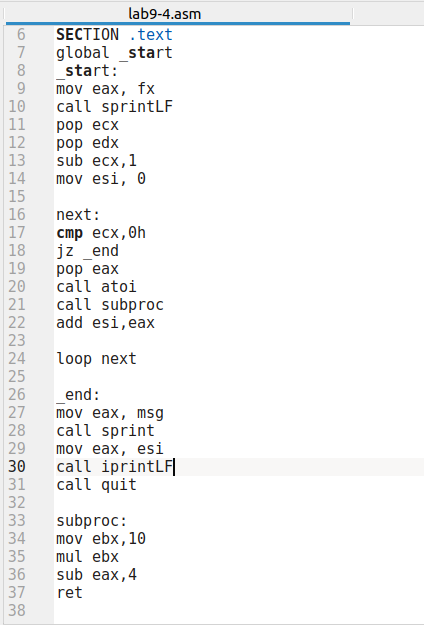 lab9-4.asm
6 SECTION .text
7 global _start
8 _start:
9 mov eax, fx
10 call sprintLF
11 pop ecx
12 pop edx
13 sub ecx,1
14 mov esi, 0
15
16 next:
17 cmp ecx,0h
18 jz _end
19 pop eax
20 call atoi
21 call subproc
22 add esi,eax
23
24 loop next
25
26 _end:
27 mov eax, msg
28 call sprint
29 mov eax, esi
30 call iprintLF
31 call quit
32
33 subproc:
34 mov ebx,10
35 mul ebx
36 sub eax,4
37 ret
38